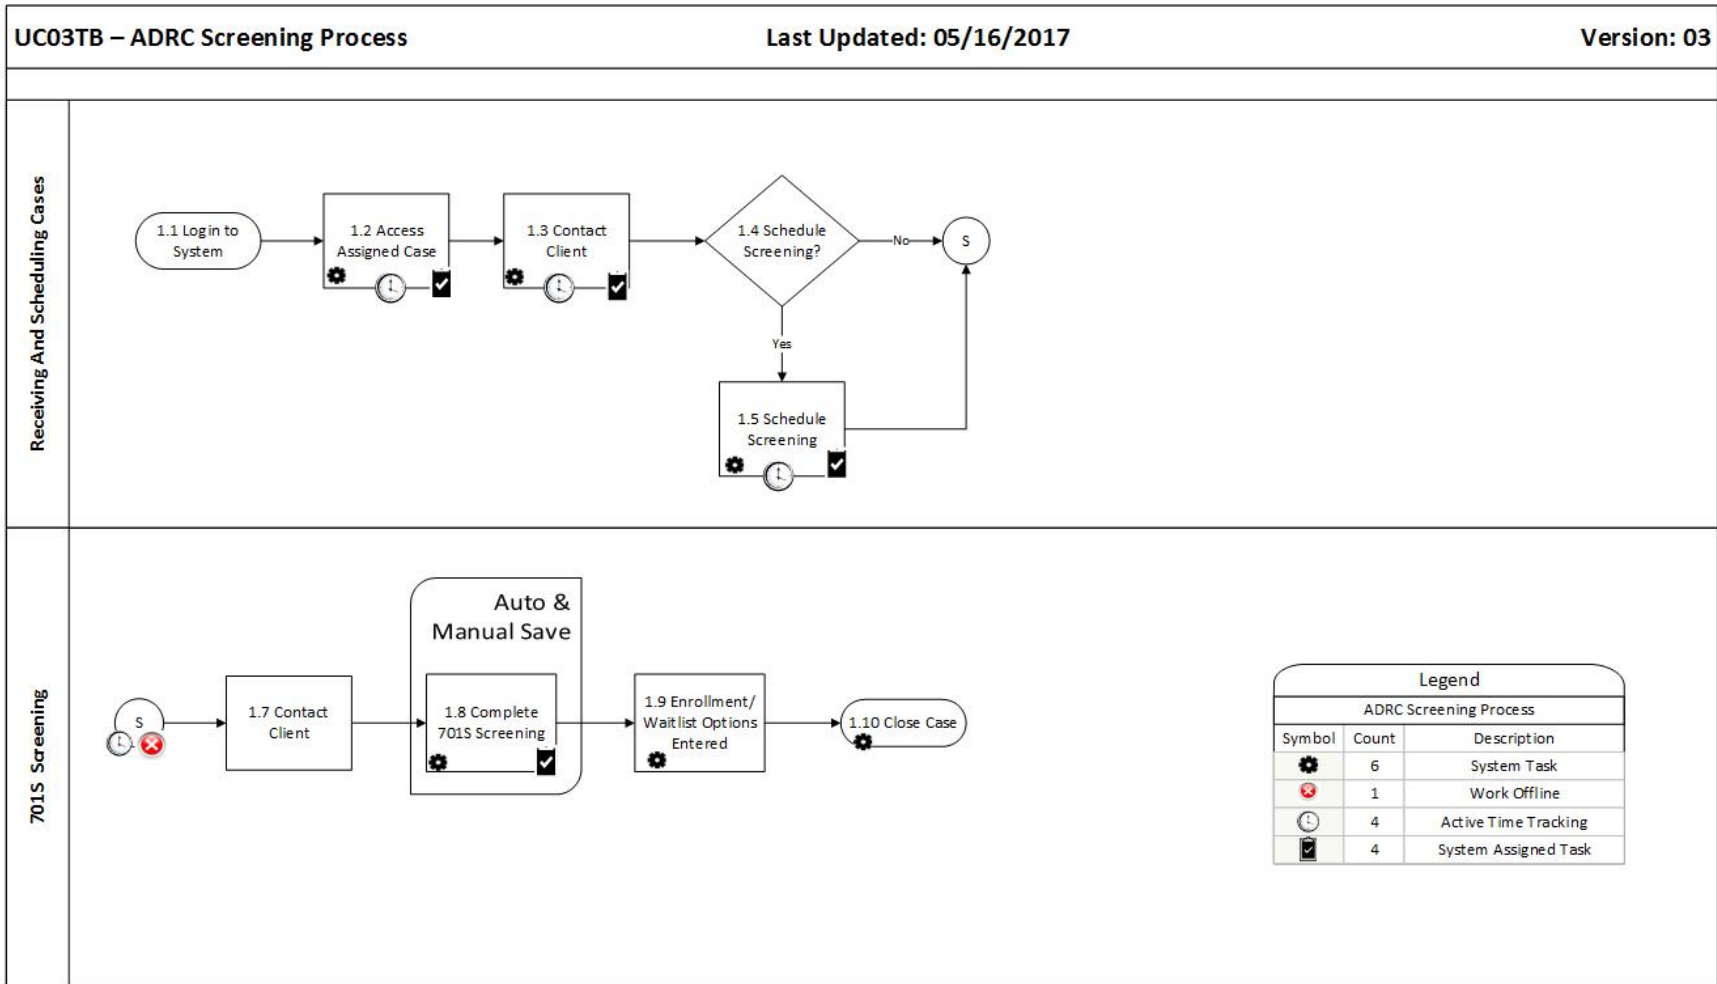 UC03TB – ADRC Screening Process
Last Updated: 05/16/2017
Version: 03
Receiving And Scheduling Cases
1.1 Login to
System
1.2 Access
Assigned Case
1.3 Contact
Client
1.4 Schedule
Screening?
No
S
Yes
1.5 Schedule
Screening
701S Screening
S
1.7 Contact
Client
Auto &
Manual Save
1.8 Complete
701S Screening
1.9 Enrollment/
Waitlist Options
Entered
1.10 Close Case
Legend
ADRC Screening Process
Symbol Count Description
6 System Task
1 Work Offline
4 Active Time Tracking
4 System Assigned Task